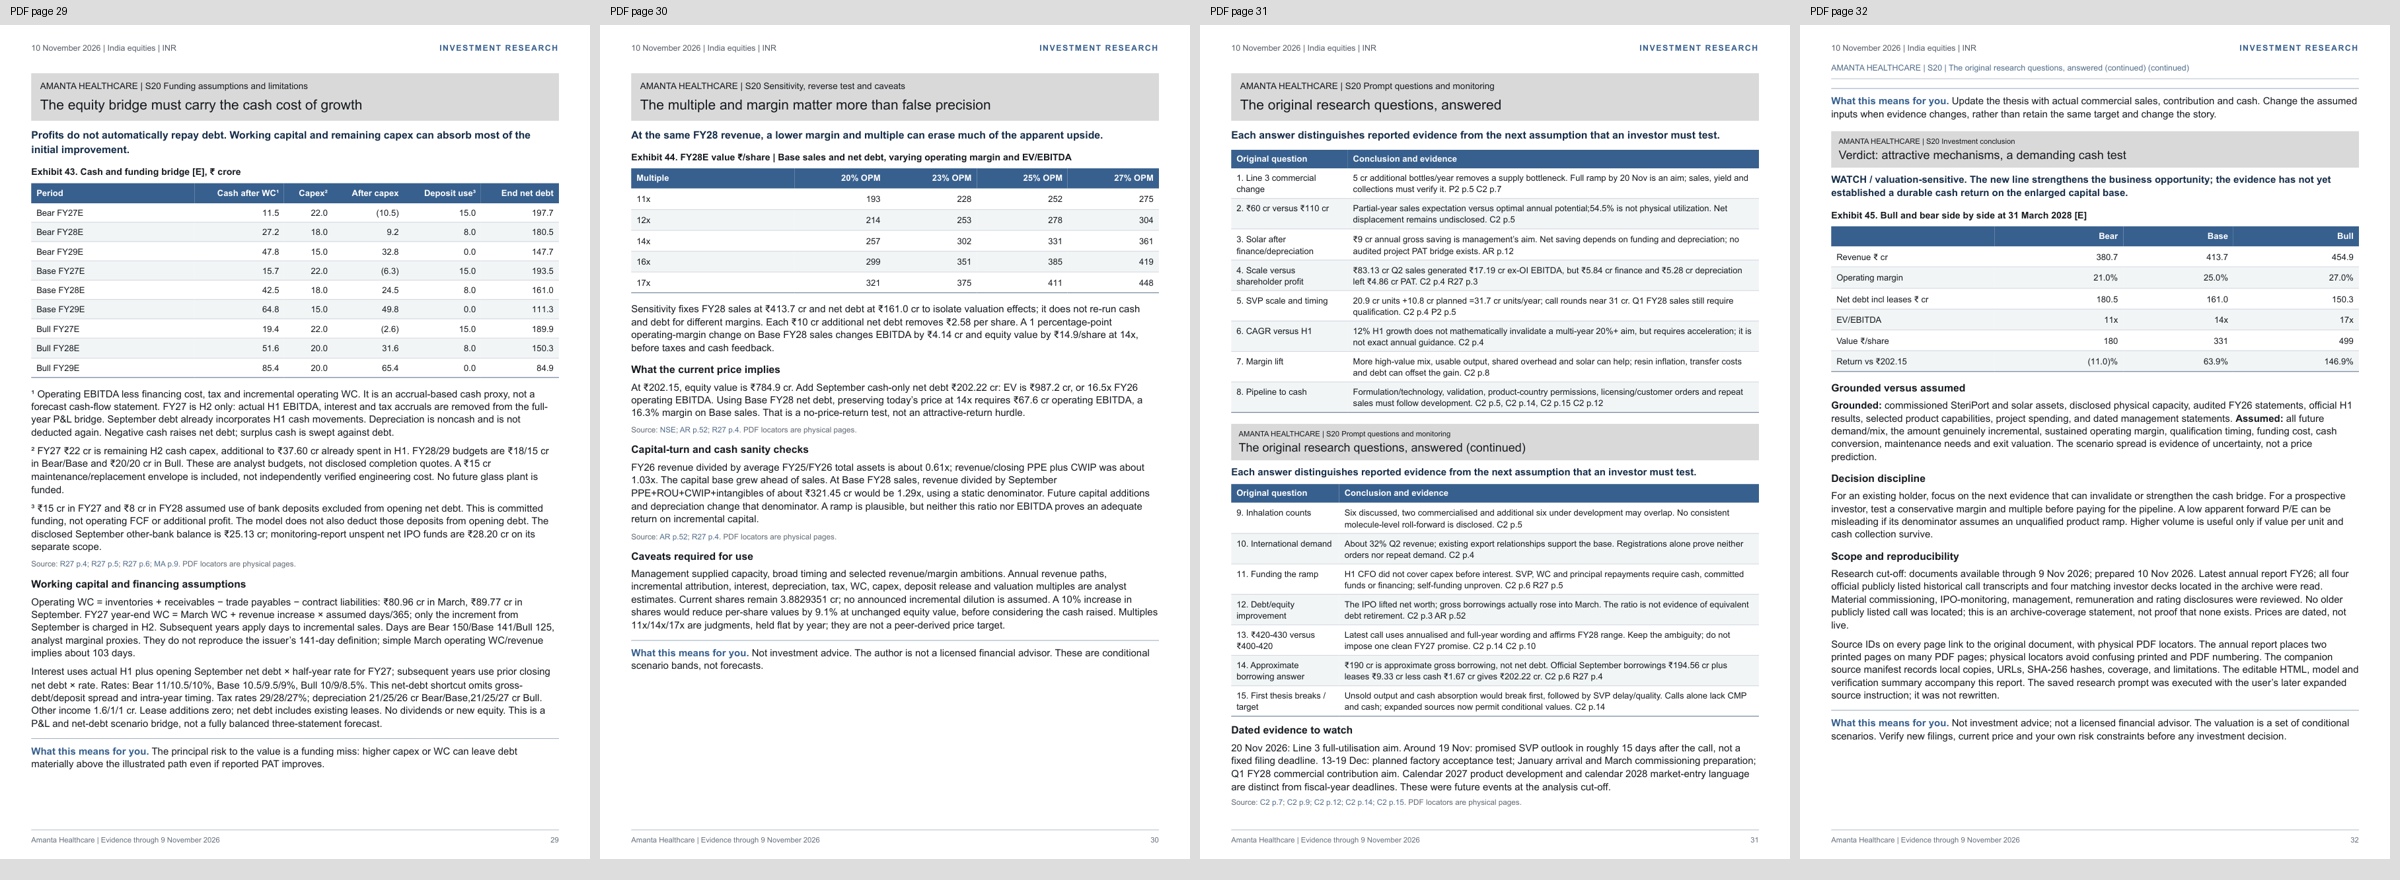 PDF page 29
10 November 2026 | India equities | INR
INVESTMENT RESEARCH
AMANTA HEALTHCARE | S20 Funding assumptions and limitations
The equity bridge must carry the cash cost of growth
Profits do not automatically repay debt. Working capital and remaining capex can absorb most of the
initial improvement.
Exhibit 43. Cash and funding bridge [E], ₹ crore
Period Cash after WC¹ Capex² After capex Deposit use³ End net debt
Bear FY27E 11.5 22.0 (10.5) 15.0 197.7
Bear FY28E 27.2 18.0 9.2 8.0 180.5
Bear FY29E 47.8 15.0 32.8 0.0 147.7
Base FY27E 15.7 22.0 (6.3) 15.0 193.5
Base FY28E 42.5 18.0 24.5 8.0 161.0
Base FY29E 64.8 15.0 49.8 0.0 111.3
Bull FY27E 19.4 22.0 (2.6) 15.0 189.9
Bull FY28E 51.6 20.0 31.6 8.0 150.3
Bull FY29E 85.4 20.0 65.4 0.0 84.9
¹ Operating EBITDA less financing cost, tax and incremental operating WC. It is an accrual-based cash proxy, not a
forecast cash-flow statement. FY27 is H2 only: actual H1 EBITDA, interest and tax accruals are removed from the full-
year P&L bridge. September debt already incorporates H1 cash movements. Depreciation is noncash and is not
deducted again. Negative cash raises net debt; surplus cash is swept against debt.
² FY27 ₹22 cr is remaining H2 cash capex, additional to ₹37.60 cr already spent in H1. FY28/29 budgets are ₹18/15 cr
in Bear/Base and ₹20/20 cr in Bull. These are analyst budgets, not disclosed completion quotes. A ₹15 cr
maintenance/replacement envelope is included, not independently verified engineering cost. No future glass plant is
funded.
³ ₹15 cr in FY27 and ₹8 cr in FY28 assumed use of bank deposits excluded from opening net debt. This is committed
funding, not operating FCF or additional profit. The model does not also deduct those deposits from opening debt. The
disclosed September other-bank balance is ₹25.13 cr; monitoring-report unspent net IPO funds are ₹28.20 cr on its
separate scope.
Source: R27 p.4; R27 p.5; R27 p.6; MA p.9. PDF locators are physical pages.
Working capital and financing assumptions
Operating WC = inventories + receivables − trade payables − contract liabilities: ₹80.96 cr in March, ₹89.77 cr in
September. FY27 year-end WC = March WC + revenue increase × assumed days/365; only the increment from
September is charged in H2. Subsequent years apply days to incremental sales. Days are Bear 150/Base 141/Bull 125,
analyst marginal proxies. They do not reproduce the issuer's 141-day definition; simple March operating WC/revenue
implies about 103 days.
Interest uses actual H1 plus opening September net debt × half-year rate for FY27; subsequent years use prior closing
net debt × rate. Rates: Bear 11/10.5/10%, Base 10.5/9.5/9%, Bull 10/9/8.5%. This net-debt shortcut omits gross-
debt/deposit spread and intra-year timing. Tax rates 29/28/27%; depreciation 21/25/26 cr Bear/Base,21/25/27 cr Bull.
Other income 1.6/1/1 cr. Lease additions zero; net debt includes existing leases. No dividends or new equity. This is a
P&L and net-debt scenario bridge, not a fully balanced three-statement forecast.
What this means for you. The principal risk to the value is a funding miss: higher capex or WC can leave debt
materially above the illustrated path even if reported PAT improves.
Amanta Healthcare | Evidence through 9 November 2026
29
PDF page 30
10 November 2026 | India equities | INR
INVESTMENT RESEARCH
AMANTA HEALTHCARE | S20 Sensitivity, reverse test and caveats
The multiple and margin matter more than false precision
At the same FY28 revenue, a lower margin and multiple can erase much of the apparent upside.
Exhibit 44. FY28E value ₹/share | Base sales and net debt, varying operating margin and EV/EBITDA
Multiple 20% OPM 23% OPM 25% OPM 27% OPM
11x 193 228 252 275
12x 214 253 278 304
14x 257 302 331 361
16x 299 351 385 419
17x 321 375 411 448
Sensitivity fixes FY28 sales at ₹413.7 cr and net debt at ₹161.0 cr to isolate valuation effects; it does not re-run cash
and debt for different margins. Each ₹10 cr additional net debt removes ₹2.58 per share. A 1 percentage-point
operating-margin change on Base FY28 sales changes EBITDA by ₹4.14 cr and equity value by ₹14.9/share at 14x,
before taxes and cash feedback.
What the current price implies
At ₹202.15, equity value is ₹784.9 cr. Add September cash-only net debt ₹202.22 cr: EV is ₹987.2 cr, or 16.5x FY26
operating EBITDA. Using Base FY28 net debt, preserving today's price at 14x requires ₹67.6 cr operating EBITDA, a
16.3% margin on Base sales. That is a no-price-return test, not an attractive-return hurdle.
Source: NSE; AR p.52; R27 p.4. PDF locators are physical pages.
Capital-turn and cash sanity checks
FY26 revenue divided by average FY25/FY26 total assets is about 0.61x; revenue/closing PPE plus CWIP was about
1.03x. The capital base grew ahead of sales. At Base FY28 sales, revenue divided by September
PPE+ROU+CWIP+intangibles of about ₹321.45 cr would be 1.29x, using a static denominator. Future capital additions
and depreciation change that denominator. A ramp is plausible, but neither this ratio nor EBITDA proves an adequate
return on incremental capital.
Source: AR p.52; R27 p.4. PDF locators are physical pages.
Caveats required for use
Management supplied capacity, broad timing and selected revenue/margin ambitions. Annual revenue paths,
incremental attribution, interest, depreciation, tax, WC, capex, deposit release and valuation multiples are analyst
estimates. Current shares remain 3.8829351 cr; no announced incremental dilution is assumed. A 10% increase in
shares would reduce per-share values by 9.1% at unchanged equity value, before considering the cash raised. Multiples
11x/14x/17x are judgments, held flat by year; they are not a peer-derived price target.
What this means for you. Not investment advice. The author is not a licensed financial advisor. These are conditional
scenario bands, not forecasts.
Amanta Healthcare | Evidence through 9 November 2026
30
PDF page 31
10 November 2026 | India equities | INR
INVESTMENT RESEARCH
AMANTA HEALTHCARE | S20 Prompt questions and monitoring
The original research questions, answered
Each answer distinguishes reported evidence from the next assumption that an investor must test.
Original question Conclusion and evidence
1. Line 3 commercial change
5 cr bottles/year removes a supply bottleneck. Full ramp by 20 Nov is an aim; sales, yield and
collections must verify it. P2 p.5 C2 p.7
2. ₹60 cr versus ₹110 cr
Partial-year sales expectation versus optimal annual potential;54.5% is not physical utilization. Net
displacement remains undisclosed. C2 p.5
3. Solar after finance/depreciation
₹9 cr annual gross saving is management's aim. Net saving depends on funding and depreciation; no
audited project PAT bridge exists. AR p.12
4. Scale versus shareholder profit
₹83.13 cr Q2 sales generated ₹17.19 cr ex-OI EBITDA, but ₹5.84 cr finance and ₹5.28 cr depreciation
left ₹4.86 cr PAT. C2 p.4 R27 p.3
5. SVP scale and timing
20.9 cr units +10.8 cr planned =31.7 cr units/year; call rounds near 31 cr. Q1 FY28 sales still require
qualification. C2 p.4 P2 p.5
6. CAGR versus H1
12% H1 growth does not mathematically invalidate a multi-year 20%+ aim, but requires acceleration; it is
not exact annual guidance. C2 p.4
7. Margin lift
More high-value mix, usable output, shared overhead and solar can help; resin inflation, transfer costs
and debt can offset the gain. C2 p.8
8. Pipeline to cash
Formulation/technology, validation, product-country permissions, licensing/customer orders and repeat
sales must follow development. C2 p.5, C2 p.14, C2 p.15 C2 p.12
AMANTA HEALTHCARE | S20 Prompt questions and monitoring
The original research questions, answered (continued)
Each answer distinguishes reported evidence from the next assumption that an investor must test.
Original question Conclusion and evidence
9. Inhalation counts
Six discussed, two commercialised and additional six under development may overlap. No consistent
molecule-level roll-forward is disclosed. C2 p.5
10. International demand
About 32% Q2 revenue; existing export relationships support the base. Registrations alone prove neither
orders nor repeat demand. C2 p.4
11. Funding the ramp
H1 CFO did not cover capex before interest. SVP, WC and principal repayments require cash, committed
funds or financing; self-funding unproven. C2 p.6 R27 p.5
12. Debt/equity improvement
The IPO lifted net worth; gross borrowings actually rose into March. The ratio is not evidence of equivalent
debt retirement. C2 p.3 AR p.52
13. ₹420-430 versus ₹400-420
Latest call uses annualised and full-year wording and affirms FY28 range. Keep the ambiguity; do not
impose one clean FY27 promise. C2 p.14 C2 p.10
14. Approximate borrowing answer
₹190 cr is approximate gross borrowing, not net debt. Official September borrowings ₹194.56 cr plus
leases ₹9.33 cr less cash ₹1.67 cr gives ₹202.22 cr. C2 p.6 R27 p.4
15. First thesis breaks / target
Unsold output and cash absorption would break first, followed by SVP delay/quality. Calls alone lack CMP
and cash; expanded sources now permit conditional values. C2 p.14
Dated evidence to watch
20 Nov 2026: Line 3 full-utilisation aim. Around 19 Nov: promised SVP outlook in roughly 15 days after the call, not a
fixed filing deadline. 13-19 Dec: planned factory acceptance test; January arrival and March commissioning preparation;
Q1 FY28 commercial contribution aim. Calendar 2027 product development and calendar 2028 market-entry language
are distinct from fiscal-year deadlines. These were future events at the analysis cut-off.
Source: C2 p.7; C2 p.9; C2 p.12; C2 p.14; C2 p.15. PDF locators are physical pages.
Amanta Healthcare | Evidence through 9 November 2026
31
PDF page 32
10 November 2026 | India equities | INR
INVESTMENT RESEARCH
AMANTA HEALTHCARE | S20 | The original research questions, answered (continued) (continued)
What this means for you. Update the thesis with actual commercial sales, contribution and cash. Change the assumed
inputs when evidence changes, rather than retain the same target and change the story.
AMANTA HEALTHCARE | S20 Investment conclusion
Verdict: attractive mechanisms, a demanding cash test
WATCH / valuation-sensitive. The new line strengthens the business opportunity; the evidence has not yet
established a durable cash return on the enlarged capital base.
Exhibit 45. Bull and bear side by side at 31 March 2028 [E]
Bear Base Bull
Revenue ₹ cr 380.7 413.7 454.9
Operating margin 21.0% 25.0% 27.0%
Net debt incl leases ₹ cr 180.5 161.0 150.3
EV/EBITDA 11x 14x 17x
Value ₹/share 180 331 499
Return vs ₹202.15 (11.0)% 63.9% 146.9%
Grounded versus assumed
Grounded: commissioned SteriPort and solar assets, disclosed physical capacity, audited FY26 statements, official H1
results, selected product capabilities, project spending, and dated management statements. Assumed: all future
demand/mix, the amount genuinely incremental, sustained operating margin, qualification timing, funding cost, cash
conversion, maintenance needs and exit valuation. The scenario spread is evidence of uncertainty, not a price
prediction.
Decision discipline
For an existing holder, focus on the next evidence that can invalidate or strengthen the cash bridge. For a prospective
investor, test a conservative margin and multiple before paying for the pipeline. A low apparent forward P/E can be
misleading if its denominator assumes an unqualified product ramp. Higher volume is useful only if value per unit and
cash collection survive.
Scope and reproducibility
Research cut-off: documents available through 9 Nov 2026; prepared 10 Nov 2026. Latest annual report FY26; all four
official publicly listed historical call transcripts and four matching investor decks located in the archive were read.
Material commissioning, IPO-monitoring, management, remuneration and rating disclosures were reviewed. No older
publicly listed call was located; this is an archive-coverage statement, not proof that none exists. Prices are dated, not
live.
Source IDs on every page link to the original document, with physical PDF locators. The annual report places two
printed pages on many PDF pages; physical locators avoid confusing printed and PDF numbering. The companion
source manifest records local copies, URLs, SHA-256 hashes, coverage, and limitations. The editable HTML, model and
verification summary accompany this report. The saved research prompt was executed with the user's later expanded
source instruction; it was not rewritten.
What this means for you. Not investment advice; not a licensed financial advisor. The valuation is a set of conditional
scenarios. Verify new filings, current price and your own risk constraints before any investment decision.
Amanta Healthcare | Evidence through 9 November 2026
32